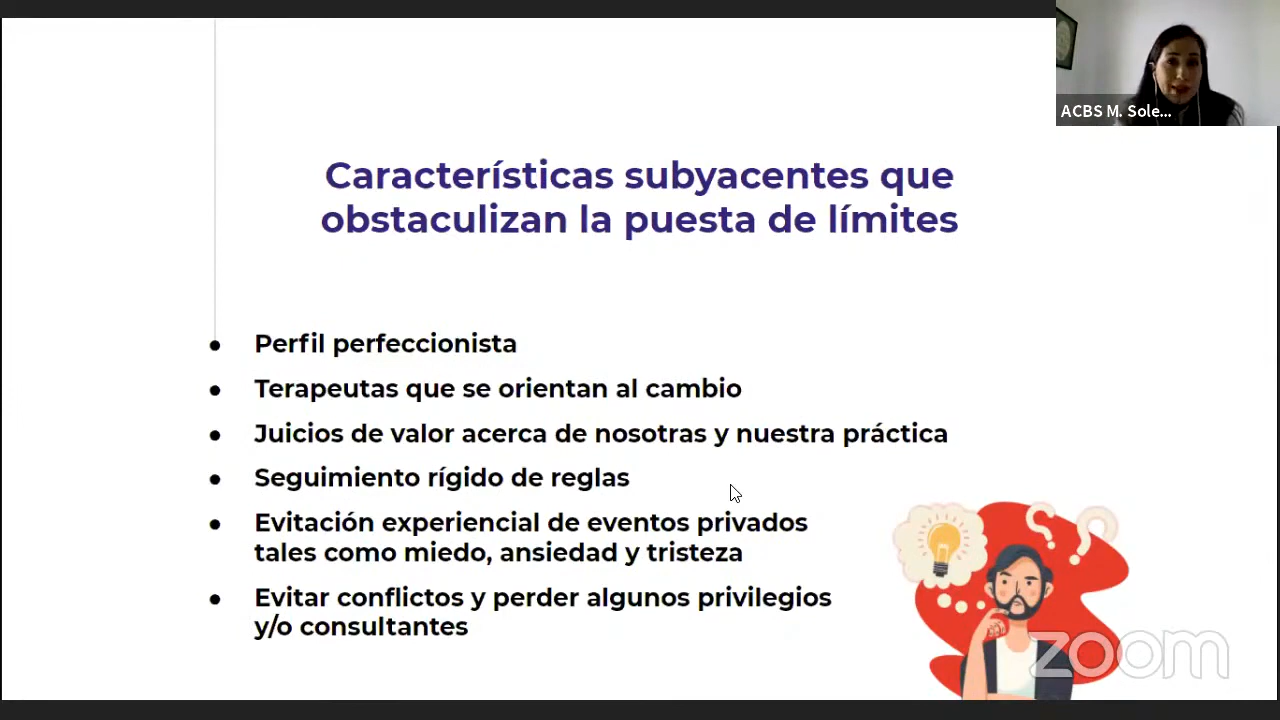 ACBS M. Sole...
Características subyacentes que
obstaculizan la puesta de límites
● Perfil perfeccionista
● Terapeutas que se orientan al cambio
● Juicios de valor acerca de nosotras y nuestra práctica
● Seguimiento rígido de reglas
● Evitación experiencial de eventos privados
tales como miedo, ansiedad y tristeza
● Evitar conflictos y perder algunos privilegios
y/o consultantes
zoom